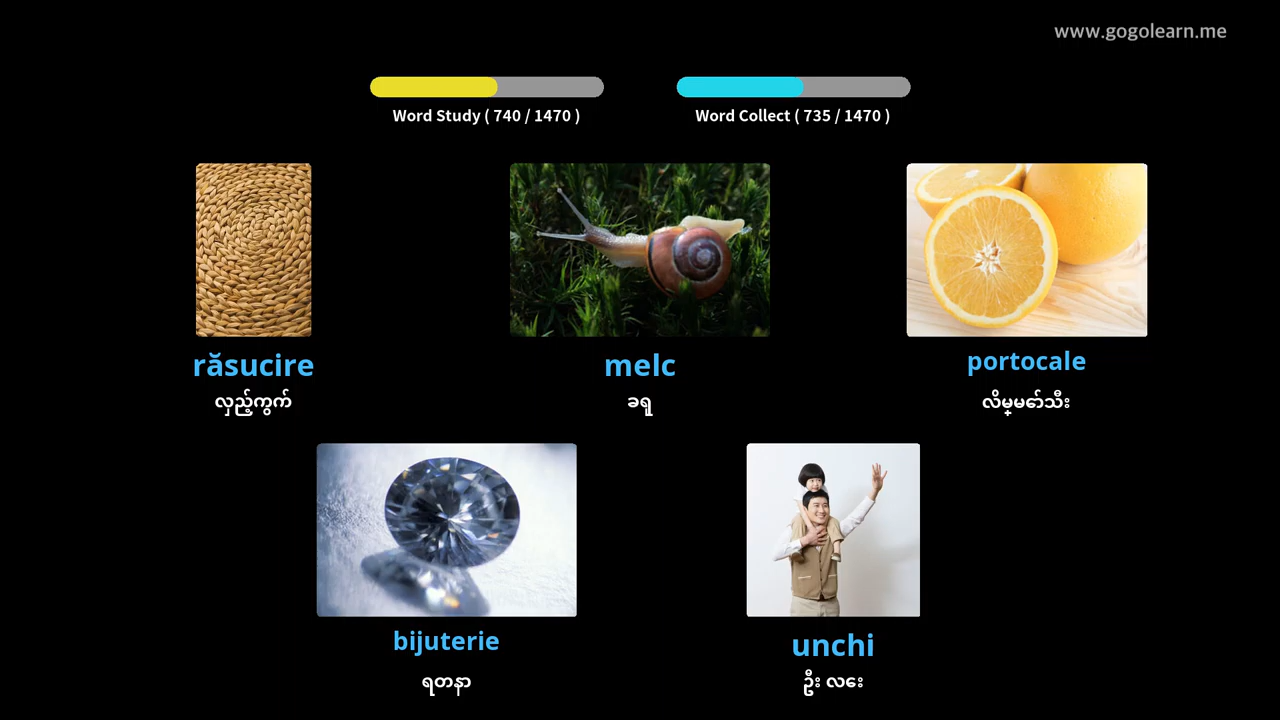 www.gogolearn.me
Word Study ( 740 / 1470 )
Word Collect ( 735 / 1470 )
răsucire
လှည့်ကွက်
melc
ခရု
portocale
လိမ္မော်သီး
bijuterie
ရတနာ
unchi
ဦး လေး